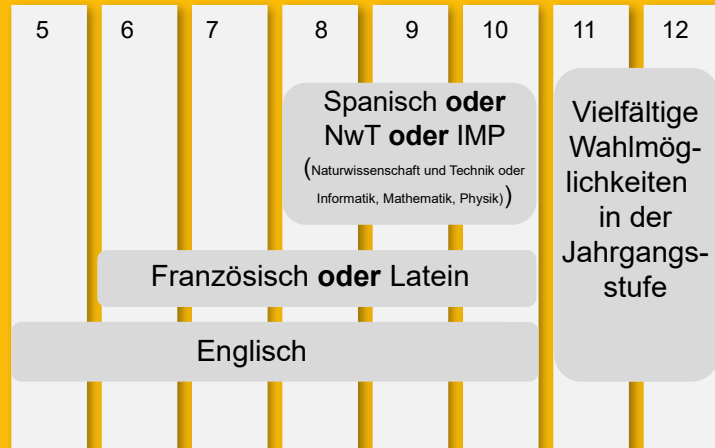 5 6 7 8 9 10 11 12
Spanisch oder
NwT oder IMP
(Naturwissenschaft und Technik oder
Informatik, Mathematik, Physik))
Vielfältige
Wahlmög-
lichkeiten
in der
Jahrgangs-
stufe
Französisch oder Latein
Englisch